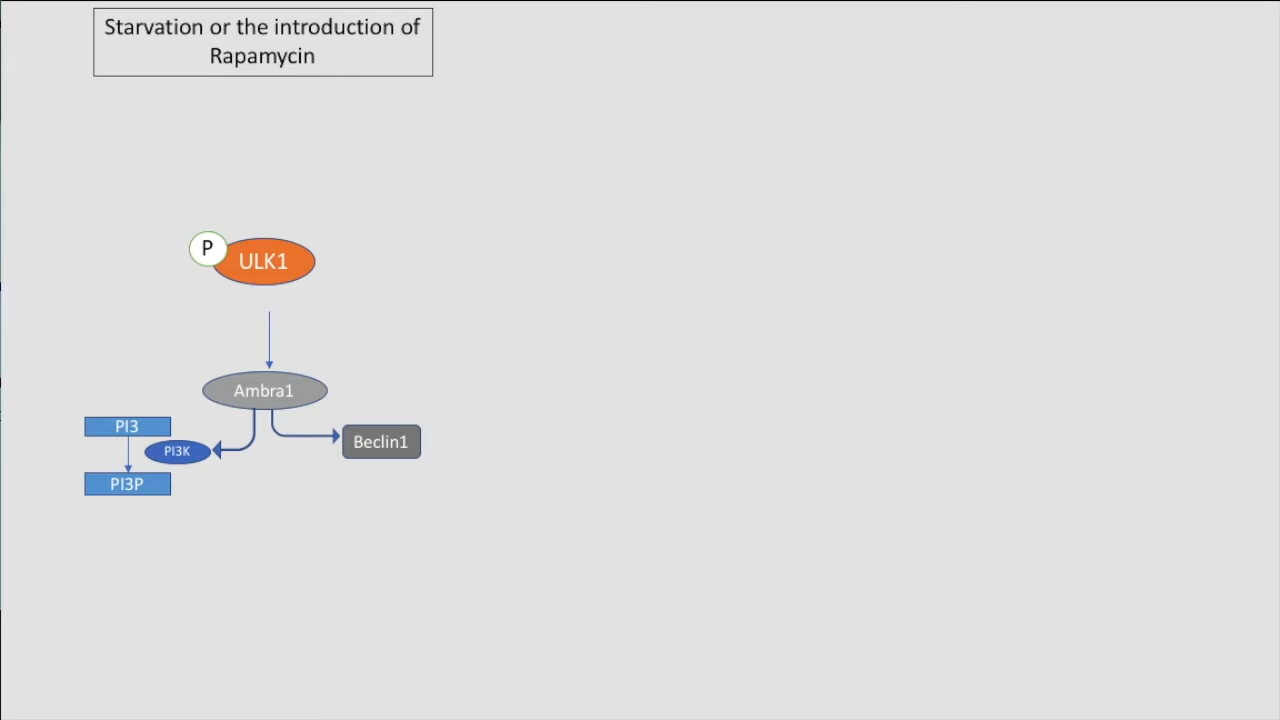 Starvation or the introduction of
Rapamycin
P
ULK1
Ambra1
PI3
PI3K
Beclin1
PI3P